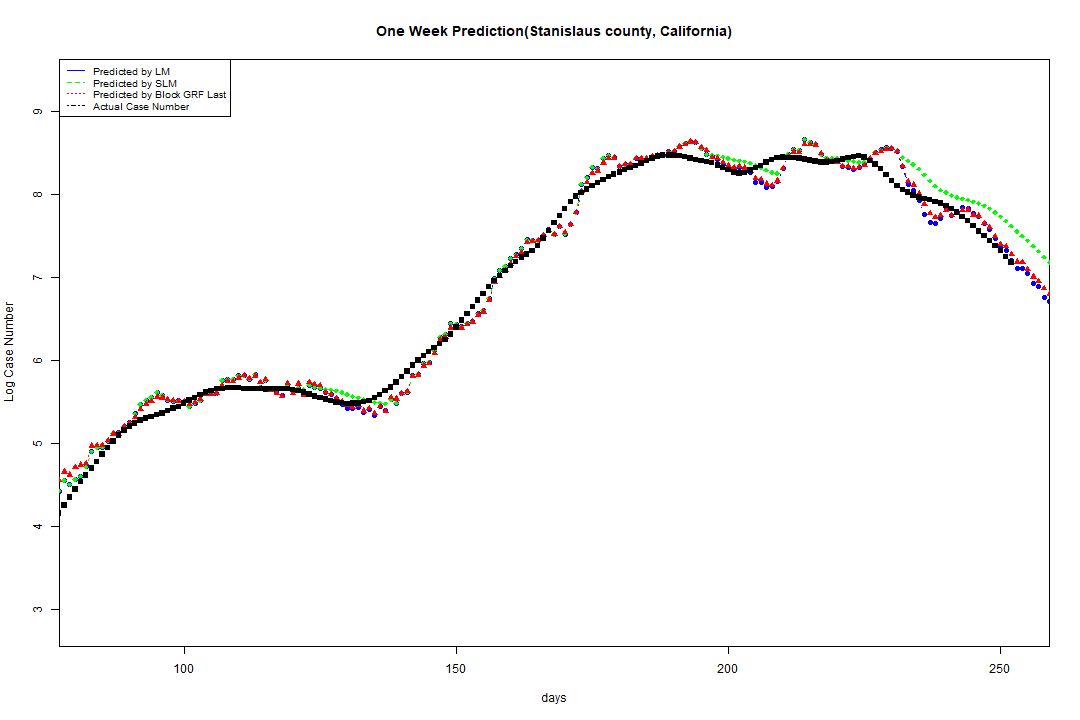 One Week Prediction(Stanislaus county, California)
Predicted by LM
Predicted by SLM
Predicted by Block GRF Last
Actual Case Number
9
8
7
6
5
4
3
Log Case Number
100 150 200 250
days